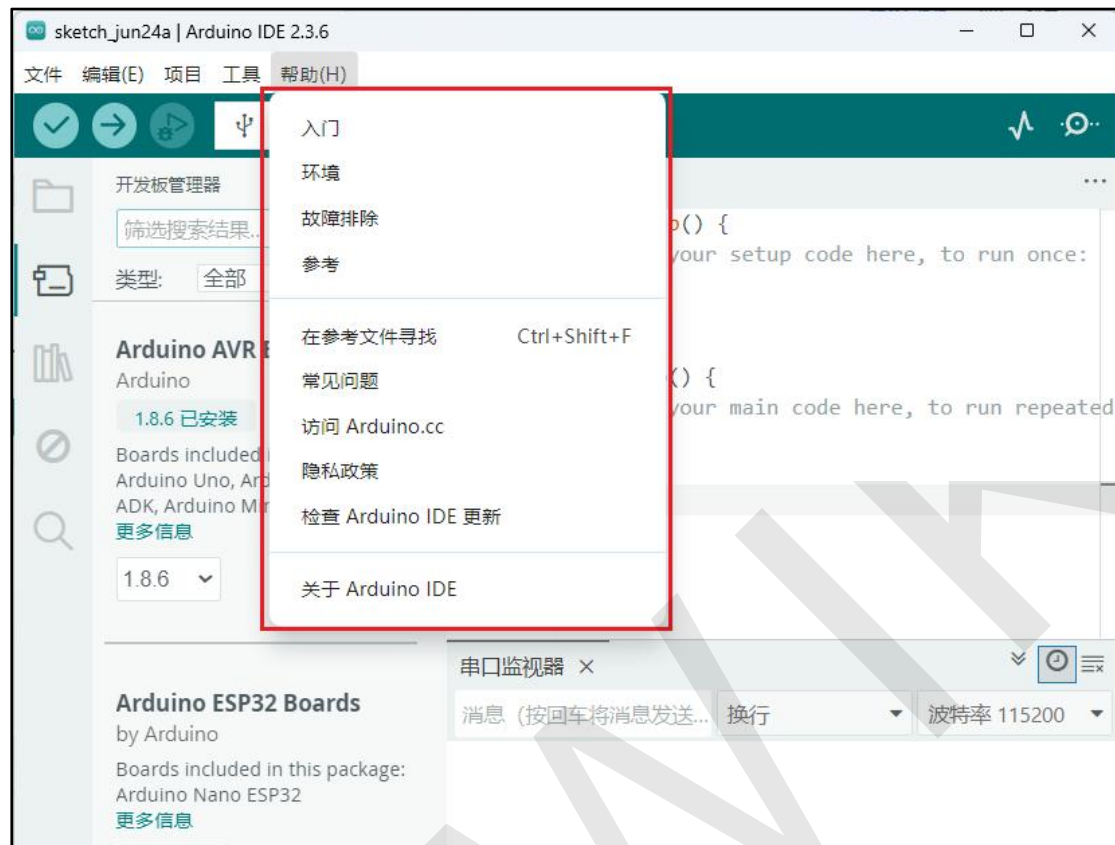 sketch_jun24a | Arduino IDE 2.3.6
文件 编辑(E) 项目 工具 帮助(H)
入门
环境
故障排除
参考
在参考文件寻找 Ctrl+Shift+F
常见问题
访问 Arduino.cc
隐私政策
检查 Arduino IDE 更新
关于 Arduino IDE
开发板管理器
筛选搜索结果..
类型: 全部
Arduino AVR
Arduino
1.8.6 已安装
Boards included
Arduino Uno,
ADK, Arduino
更多信息
1.8.6
Arduino ESP32 Boards
by Arduino
Boards included in this package:
Arduino Nano ESP32
更多信息
() {
your setup code here, to run once:
() {
your main code here, to run repeated
串口监视器
消息（按回车将消息发送... 换行 波特率 115200